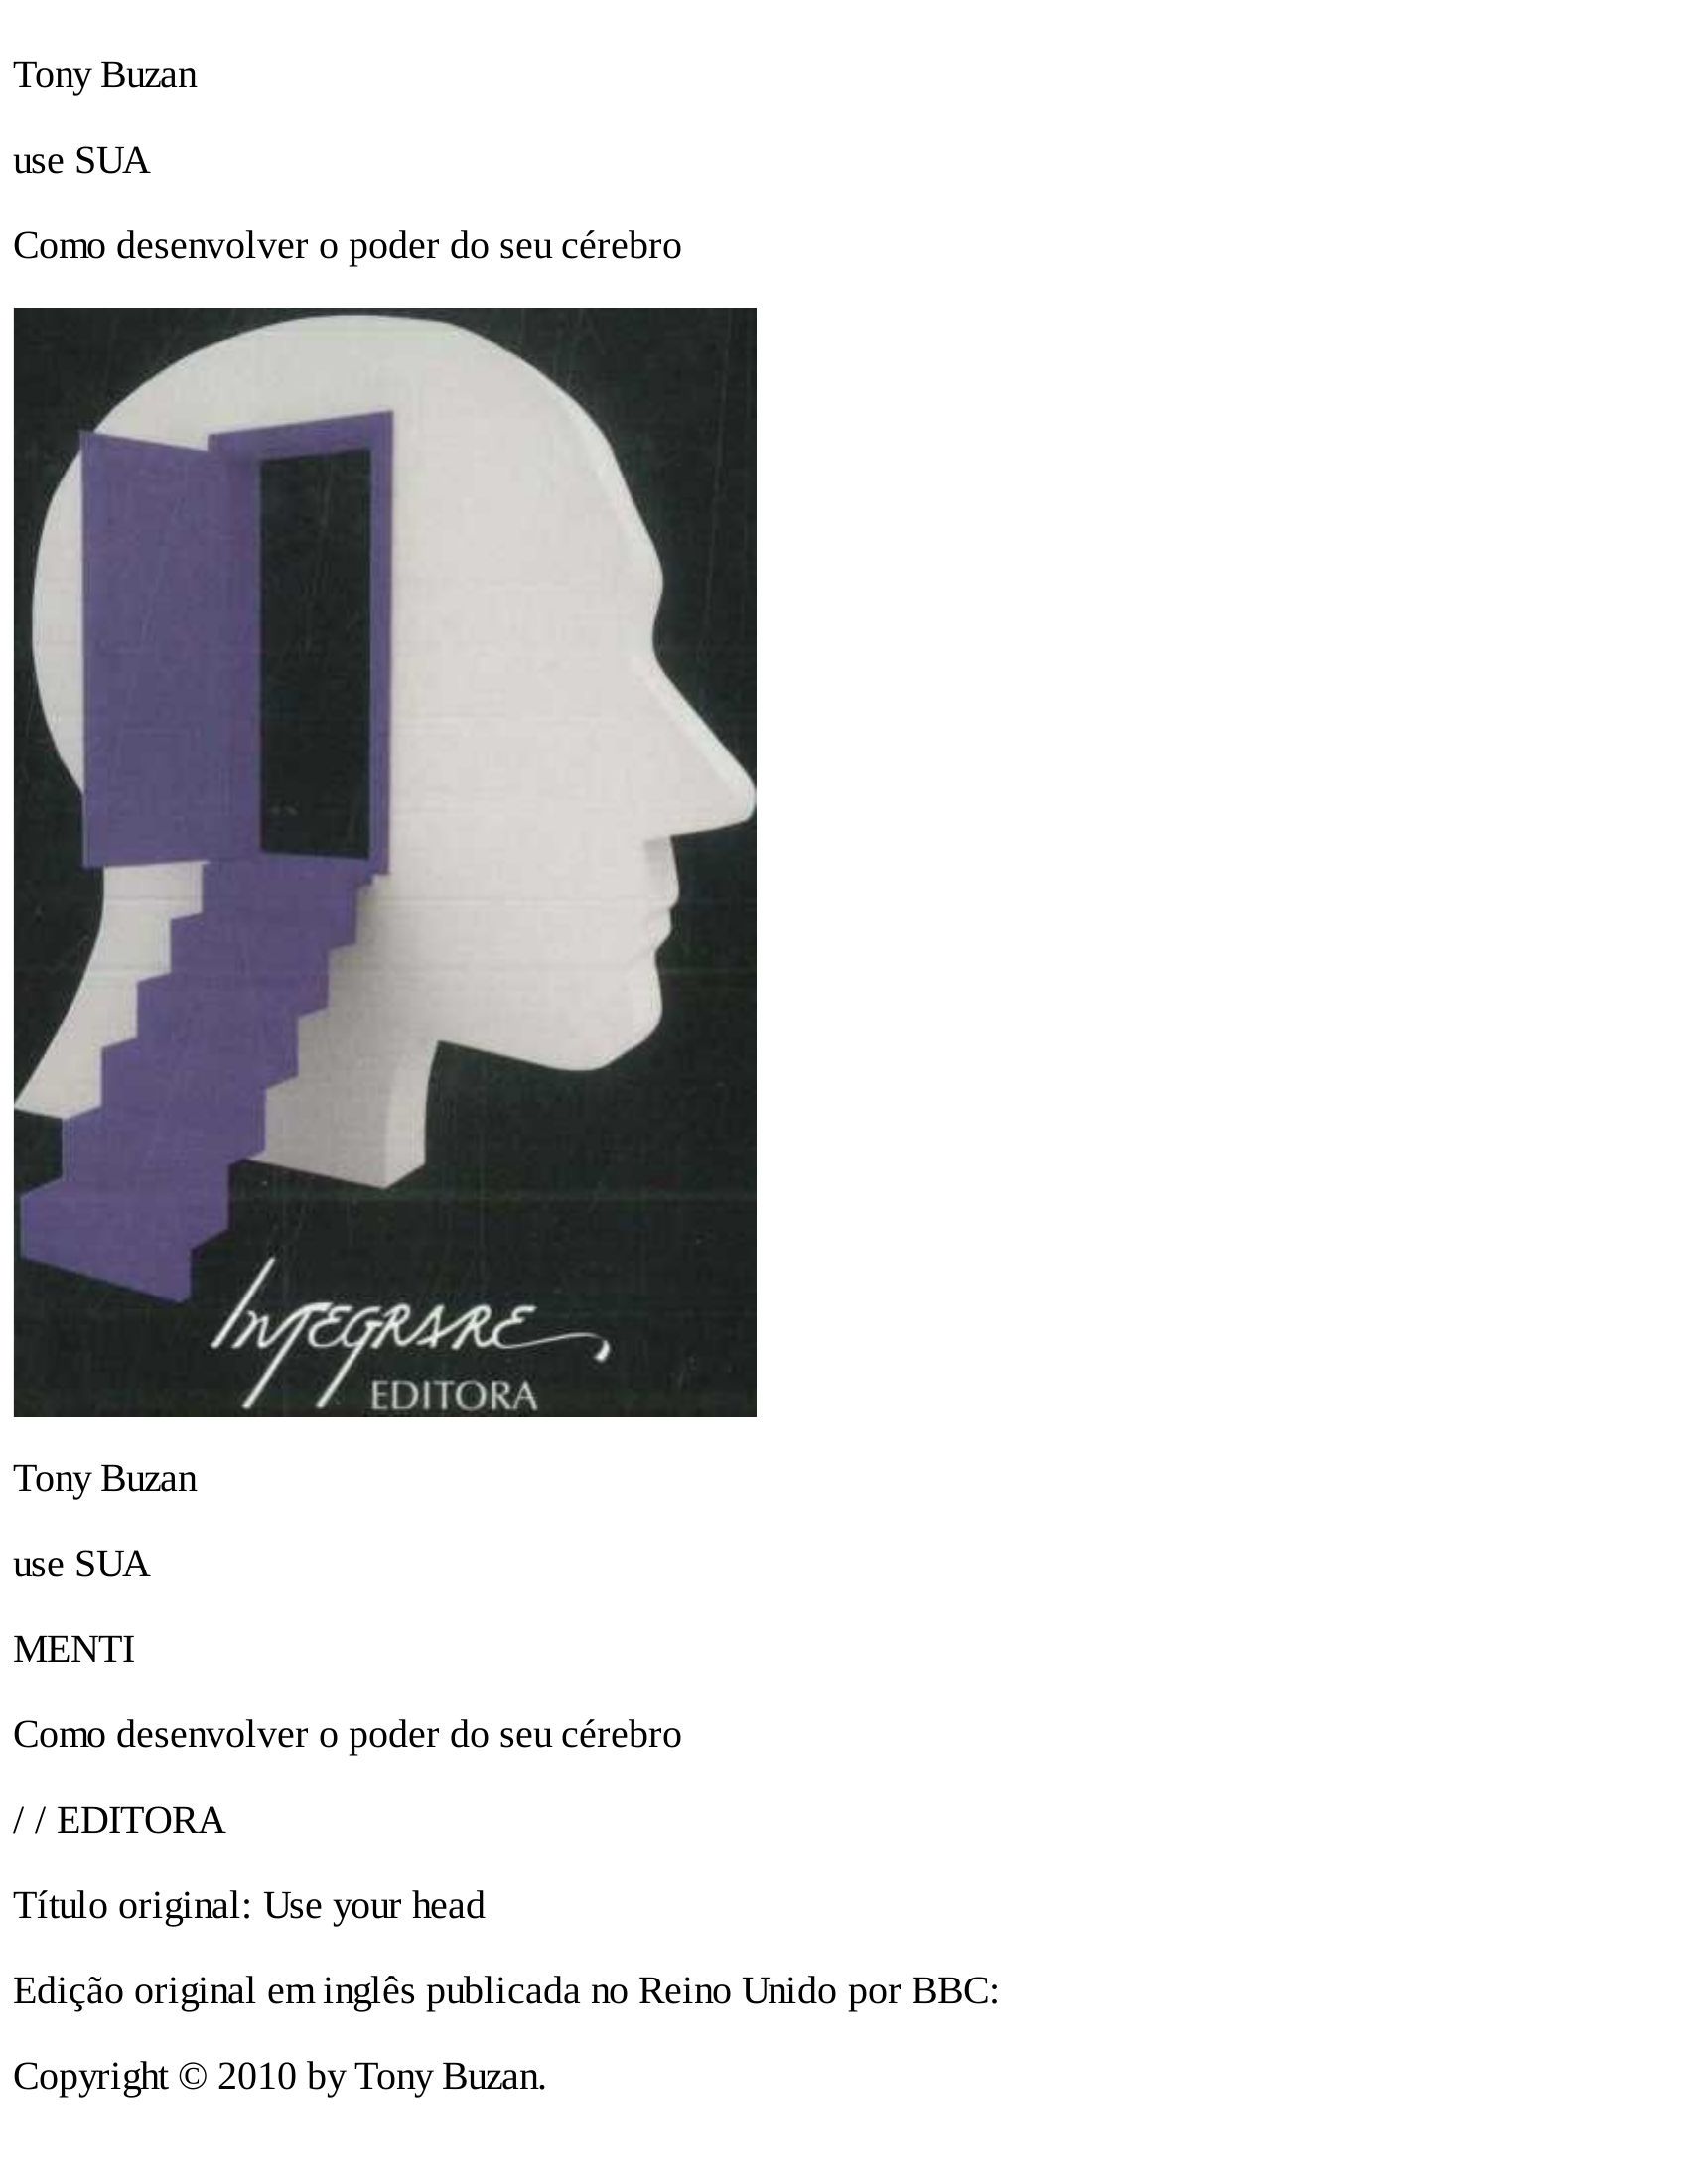 Tony Buzan
use SUA
Como desenvolver o poder do seu cérebro
INTEGRARE
EDITORA
Tony Buzan
use SUA
MENTI
Como desenvolver o poder do seu cérebro
/ / EDITORA
Título original: Use your head
Edição original em inglês publicada no Reino Unido por BBC:
Copyright © 2010 by Tony Buzan.